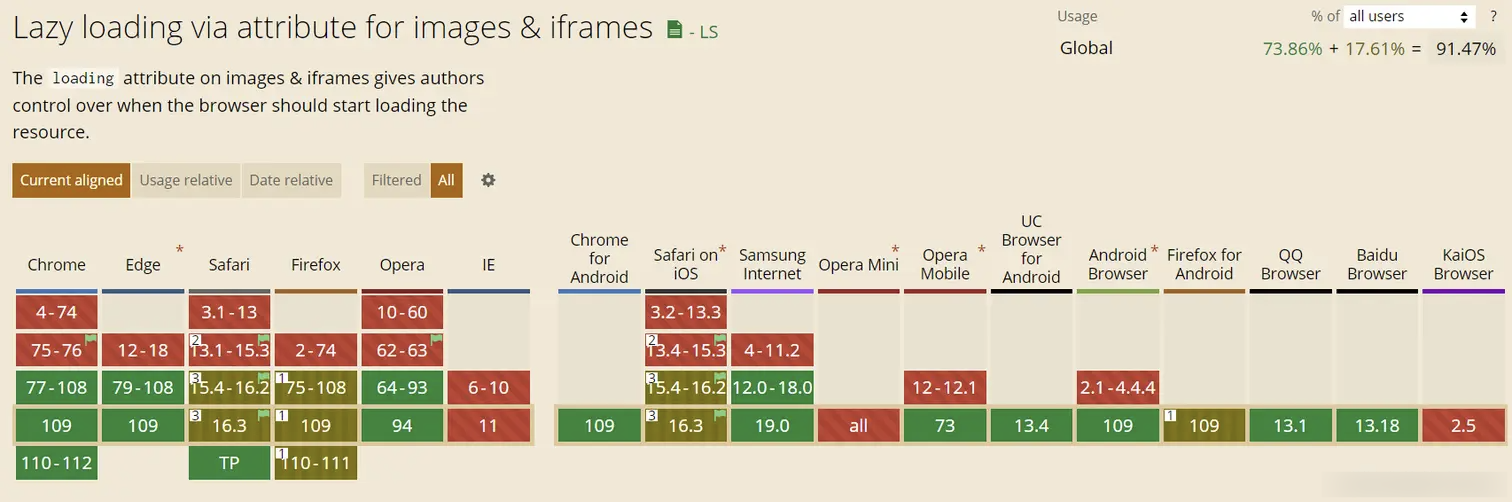 Lazy loading via attribute for images & iframes - LS
Usage % of all users ?
Global 73.86% + 17.61% = 91.47%
The loading attribute on images & iframes gives authors
control over when the browser should start loading the
resource.
Current aligned Usage relative Date relative Filtered All
Chrome Edge * Safari Firefox Opera IE
Chrome for Android Safari on iOS * Samsung Internet Opera Mini * Opera Mobile * UC Browser for Android Android Browser * Firefox for Android QQ Browser Baidu Browser KaiOS Browser
4-74 3.1-13 10-60 3.2-13.3
75-76 12-18 2 13.1-15.3 2-74 62-63 2 13.4-15.3 4-11.2
77-108 79-108 3 15.4-16.2 1 75-108 64-93 6-10 3 15.4-16.2 12.0-18.0 12-12.1 2.1-4.4.4
109 109 3 16.3 1 109 94 11 109 3 16.3 19.0 all 73 13.4 109 1 109 13.1 13.18 2.5
110-112 TP 1 110-111